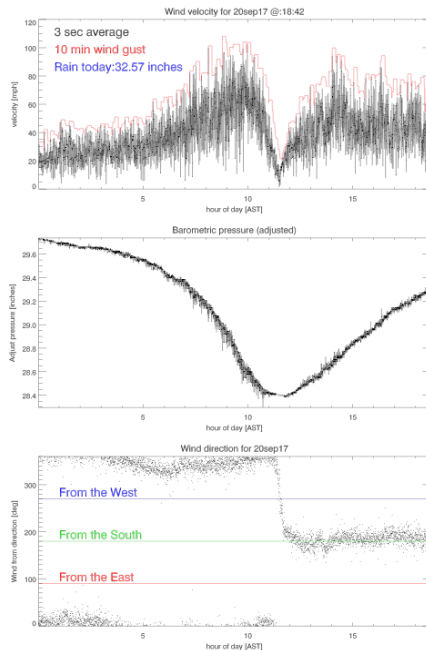 Wind velocity for 20sep17 @:18:42
120
100
80
60
40
20
0
velocity [mph]
3 sec average
10 min wind gust
Rain today:32.57 inches
5
10
15
hour of day [AST]
Barometric pressure (adjusted)
29.6
29.4
29.2
29.0
28.8
28.6
28.4
Adjust pressure [inches]
5
10
15
hour of day [AST]
Wind direction for 20sep17
300
200
100
0
Wind from direction [deg]
From the West
From the South
From the East
5
10
15
hour of day [AST]